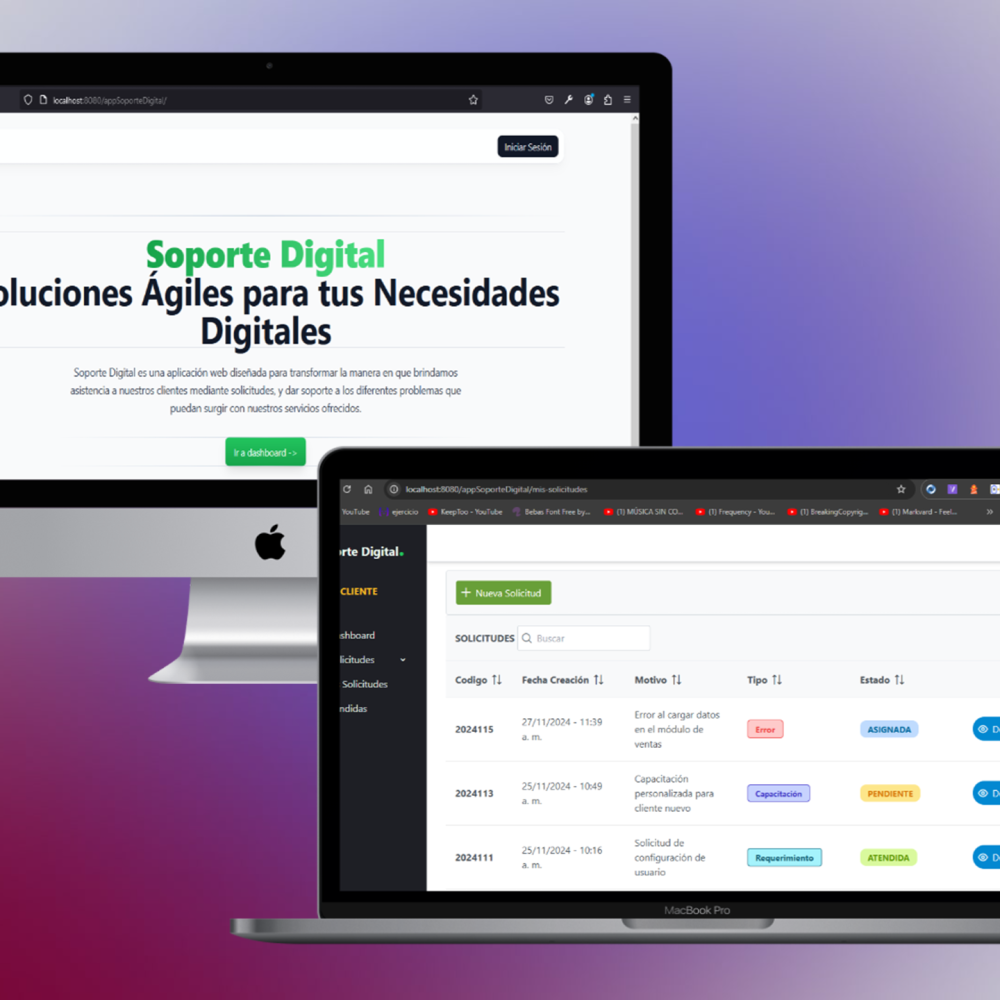 localhost:8080/appSoporteDigital/
Iniciar Sesión
Soporte Digital
oluciones Ágiles para tus Necesidades
Digitales
Soporte Digital es una aplicación web diseñada para transformar la manera en que brindamos
asistencia a nuestros clientes mediante solicitudes, y dar soporte a los diferentes problemas que
puedan surgir con nuestros servicios ofrecidos.
Ir a dashboard ->
localhost:8080/appSoporteDigital/mis-solicitudes
YouTube ejercicio KeepToo - YouTube Bebas Font Free by... (1) MÚSICA SIN CO... (1) Frequency - You... (1) BreakingCopyrig... (1) Markvard - Feel... »
orte Digital.
CLIENTE
shboard
licitudes
Solicitudes
ndidas
+ Nueva Solicitud
SOLICITUDES Buscar
Codigo Fecha Creación Motivo Tipo Estado
2024115 27/11/2024 - 11:39 a. m. Error al cargar datos en el módulo de ventas Error ASIGNADA D
2024113 25/11/2024 - 10:49 a. m. Capacitación personalizada para cliente nuevo Capacitación PENDIENTE D
2024111 25/11/2024 - 10:16 a. m. Solicitud de configuración de usuario Requerimiento ATENDIDA D
MacBook Pro